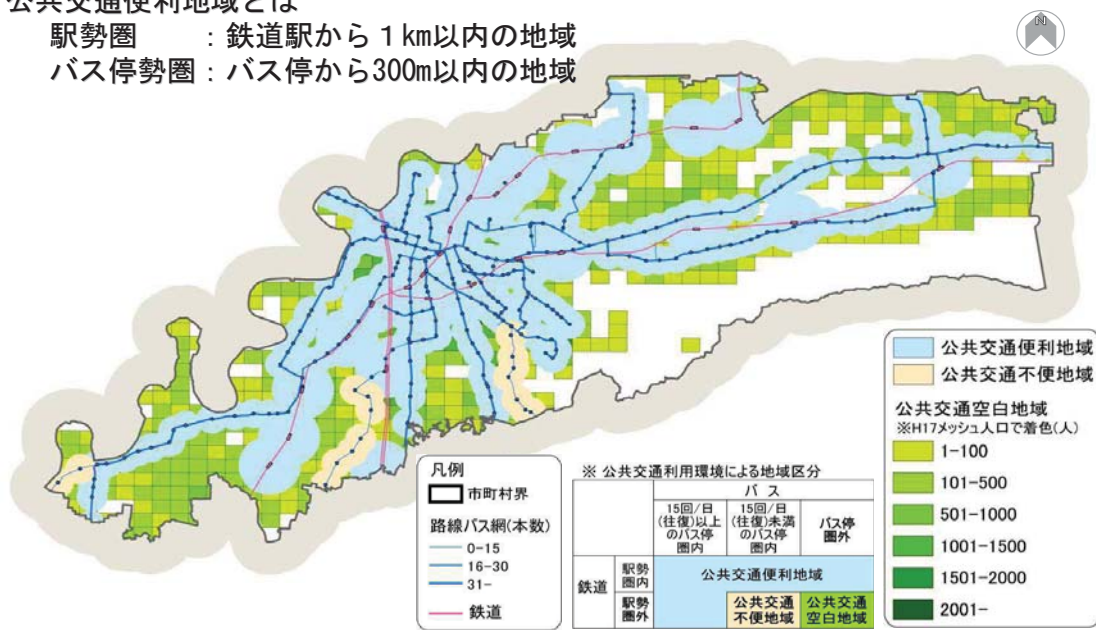 公共交通便利地域とは
駅勢圏　　：鉄道駅から１km以内の地域
バス停勢圏：バス停から300m以内の地域
N
公共交通便利地域
公共交通不便地域
公共交通空白地域
※H17メッシュ人口で着色(人)
1-100
101-500
501-1000
1001-1500
1501-2000
2001-
凡例
市町村界
路線バス網(本数)
0-15
16-30
31-
鉄道
※ 公共交通利用環境による地域区分
バス
15回/日
(往復)以上
のバス停
圏内
15回/日
(往復)未満
のバス停
圏内
バス停
圏外
鉄道
駅勢
圏内
公共交通便利地域
駅勢
圏外
公共交通
不便地域
公共交通
空白地域